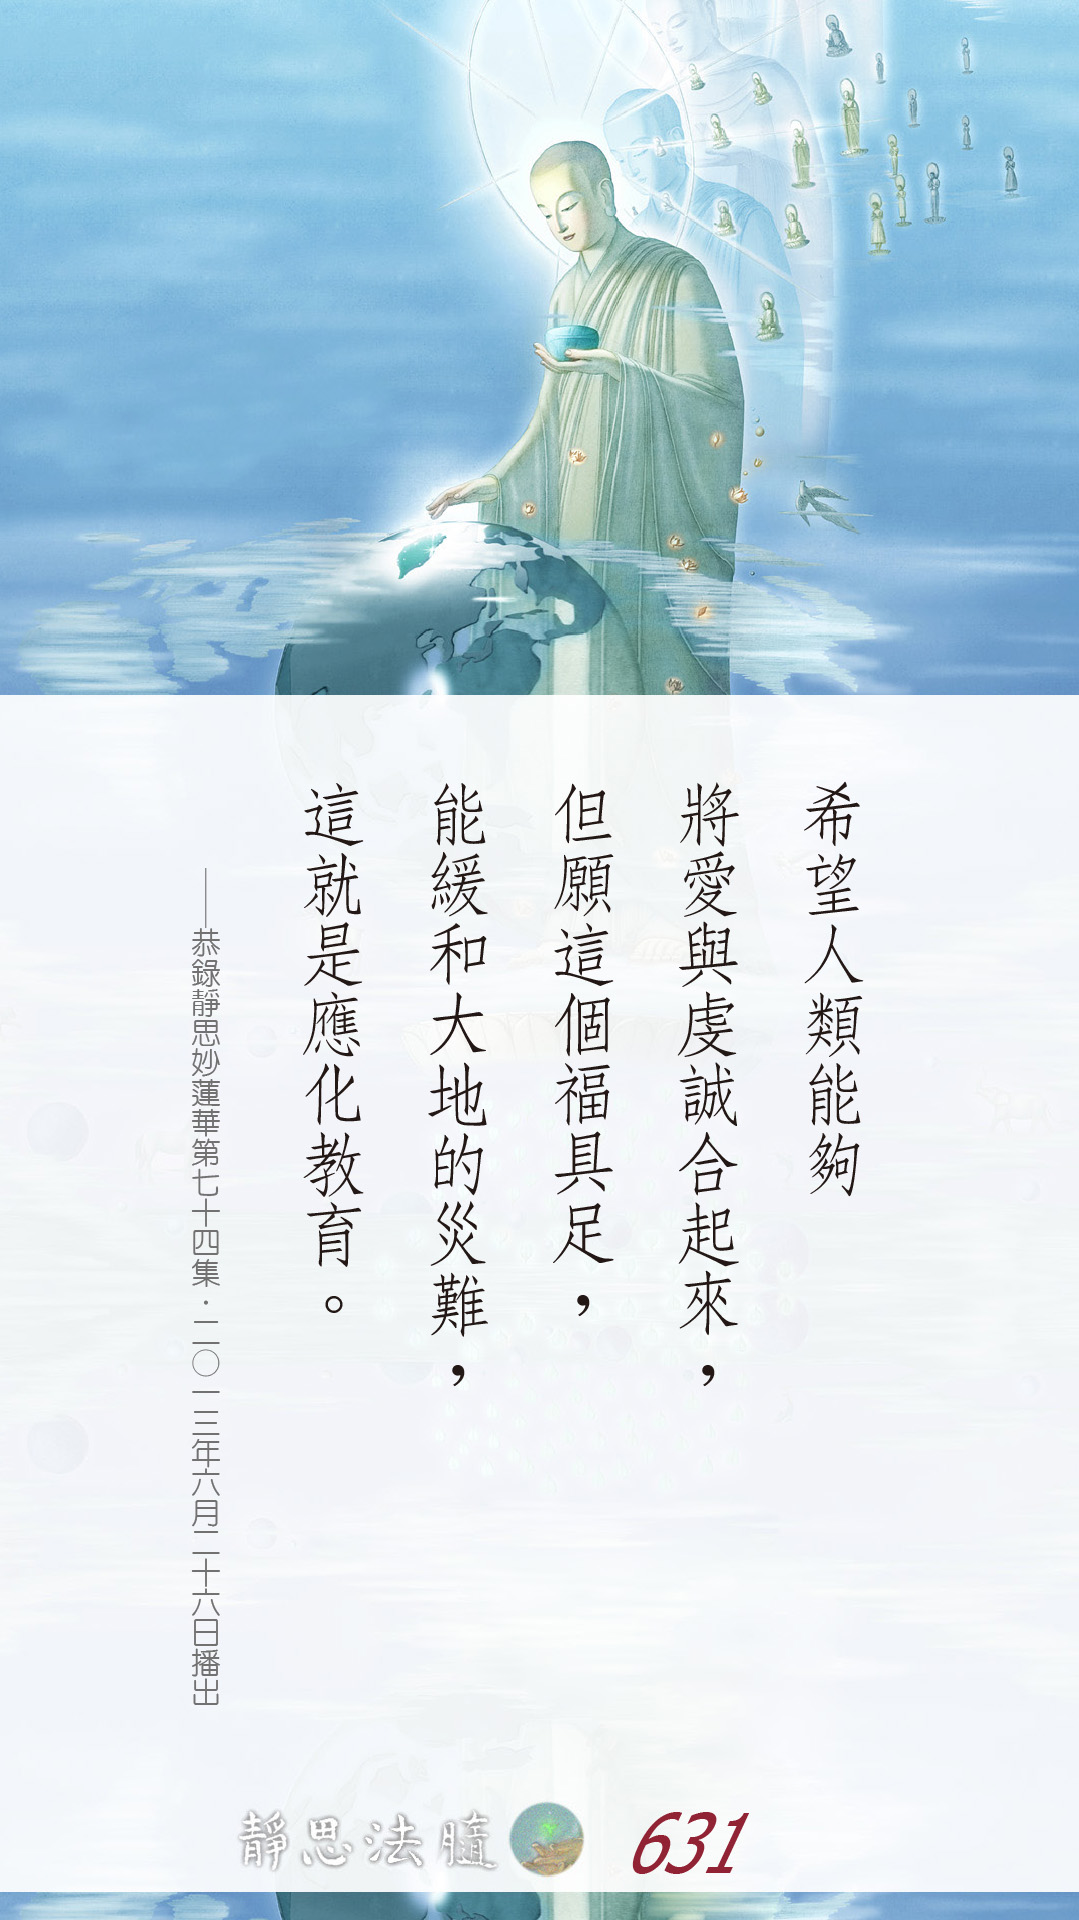 希望人類能夠
將愛與虔誠合起來，
但願這個福具足，
能緩和大地的災難，
這就是應化教育。
——恭錄靜思妙蓮華第七十四集．二〇一三年六月二十六日播出
靜思法髓
631